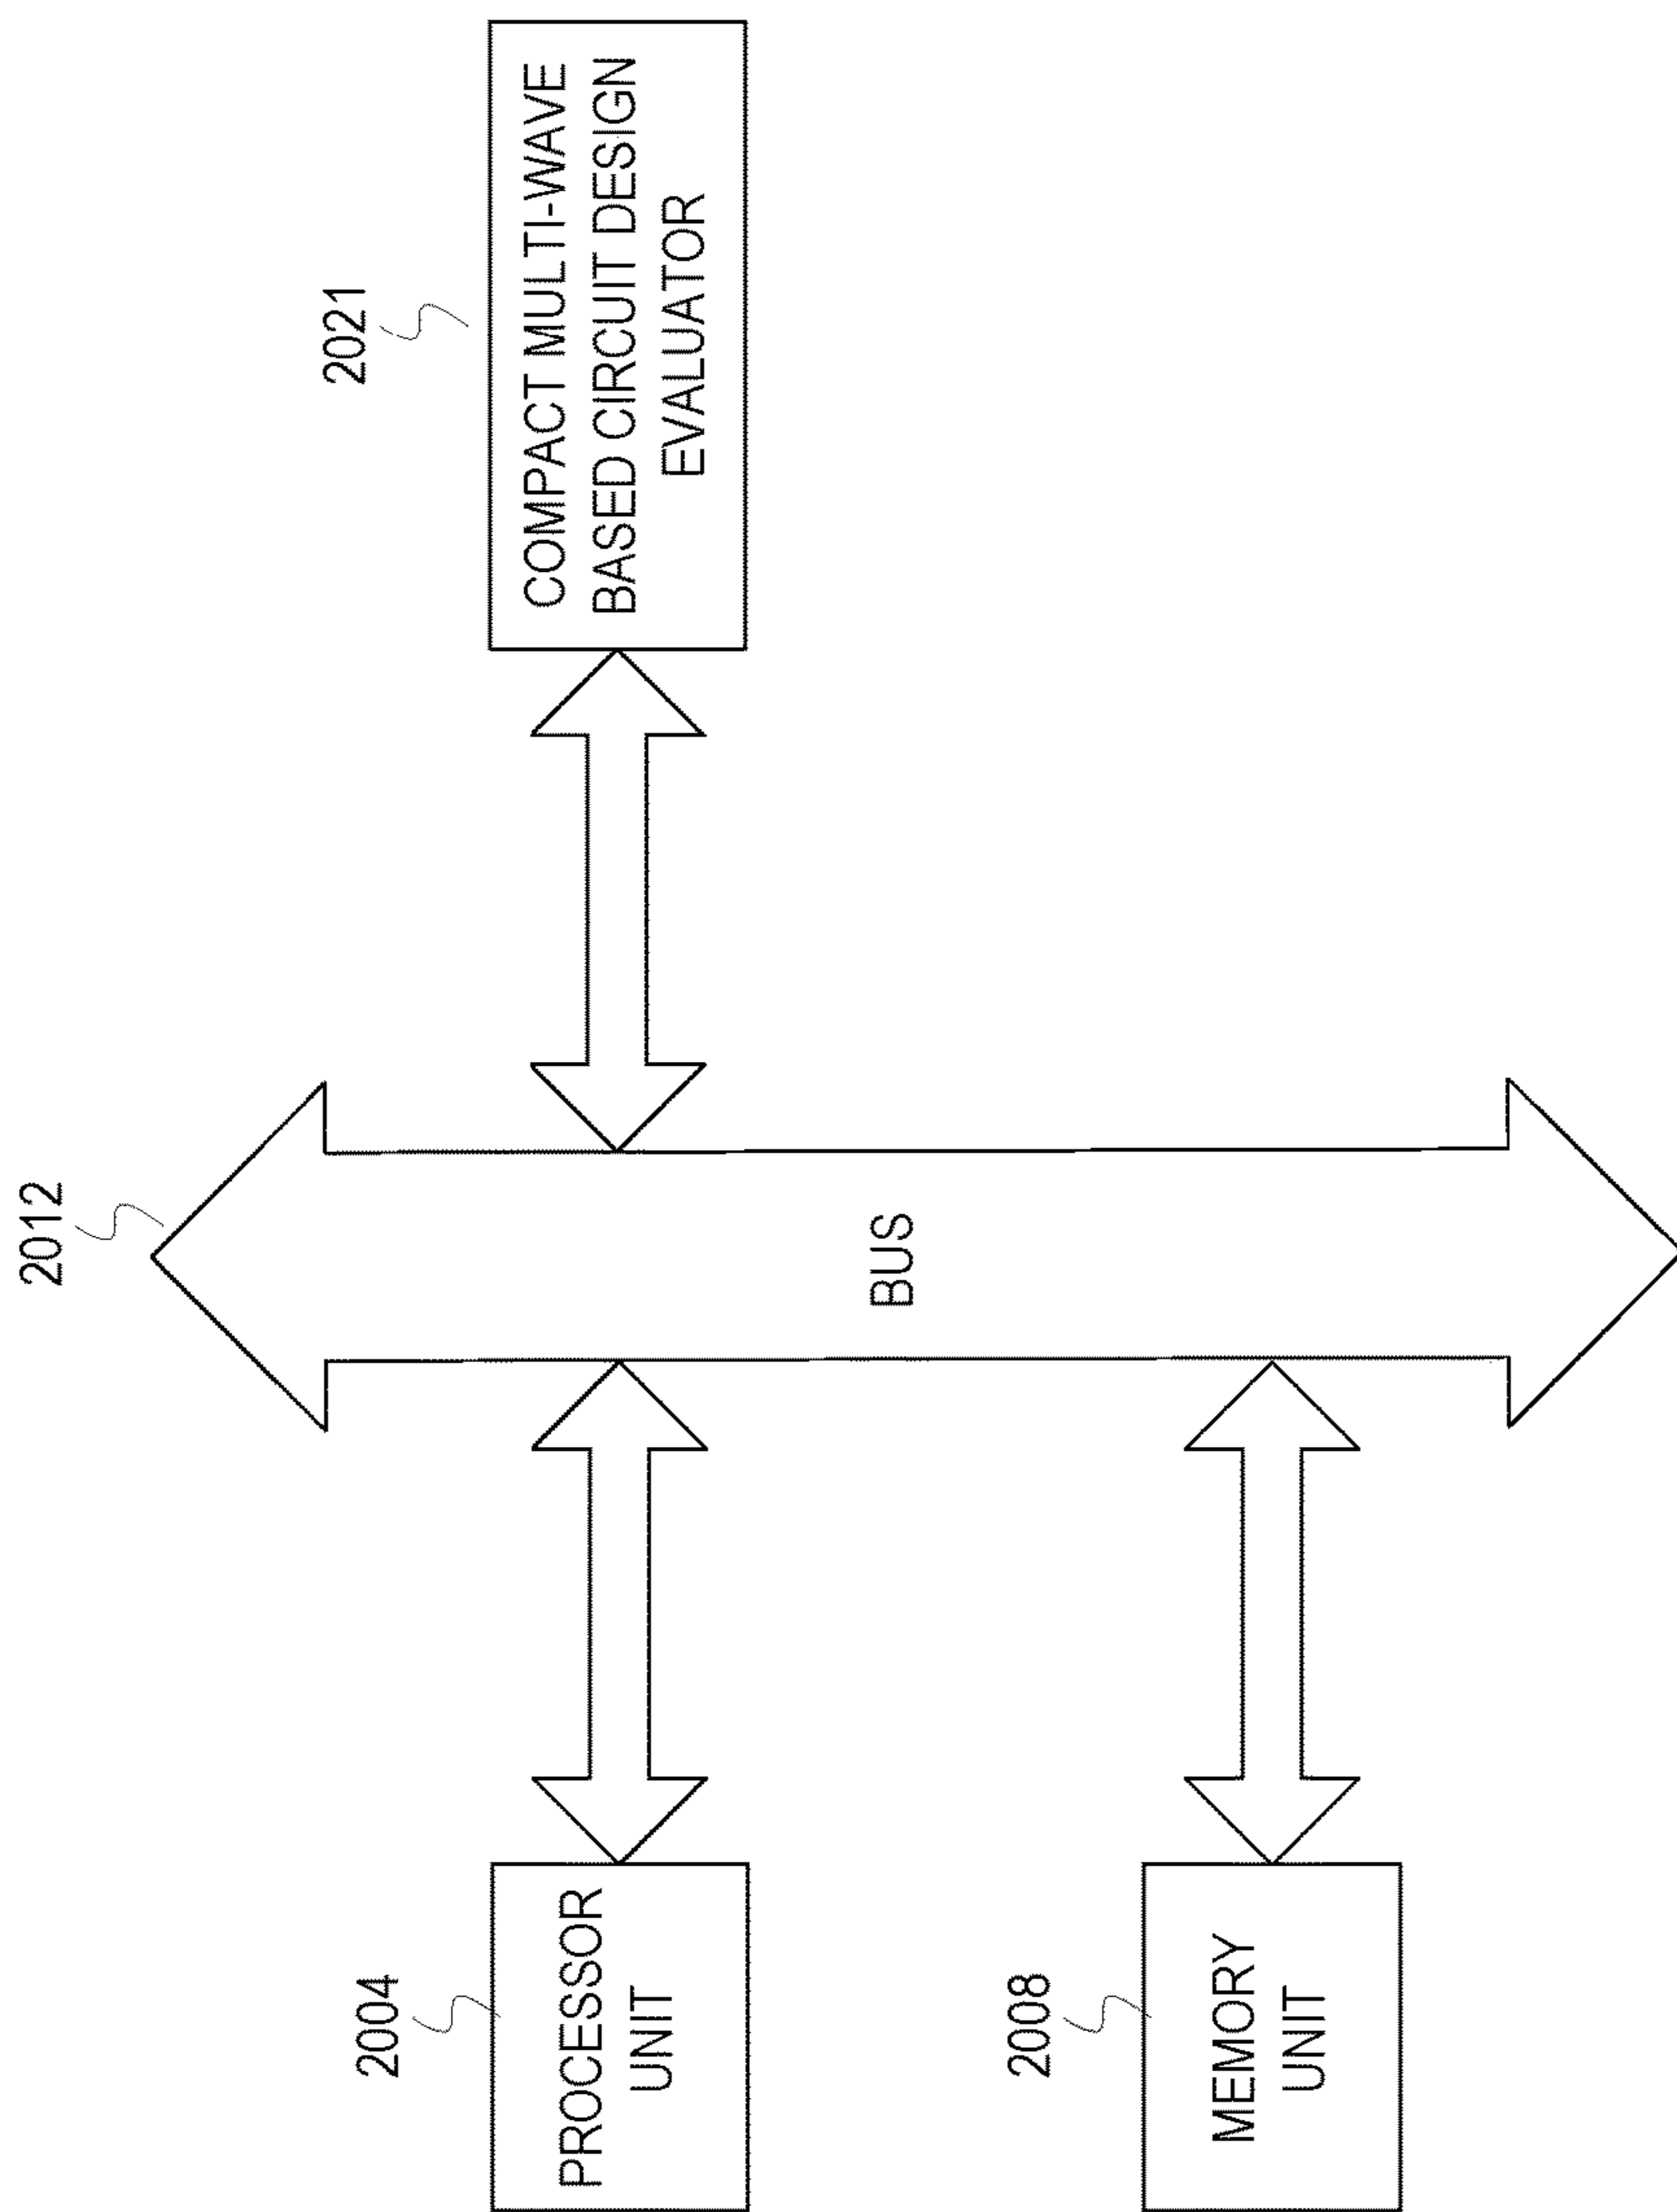 2012
2004
PROCESSOR
UNIT
2021
COMPACT MULTI-WAVE
BASED CIRCUIT DESIGN
EVALUATOR
BUS
2008
MEMORY
UNIT